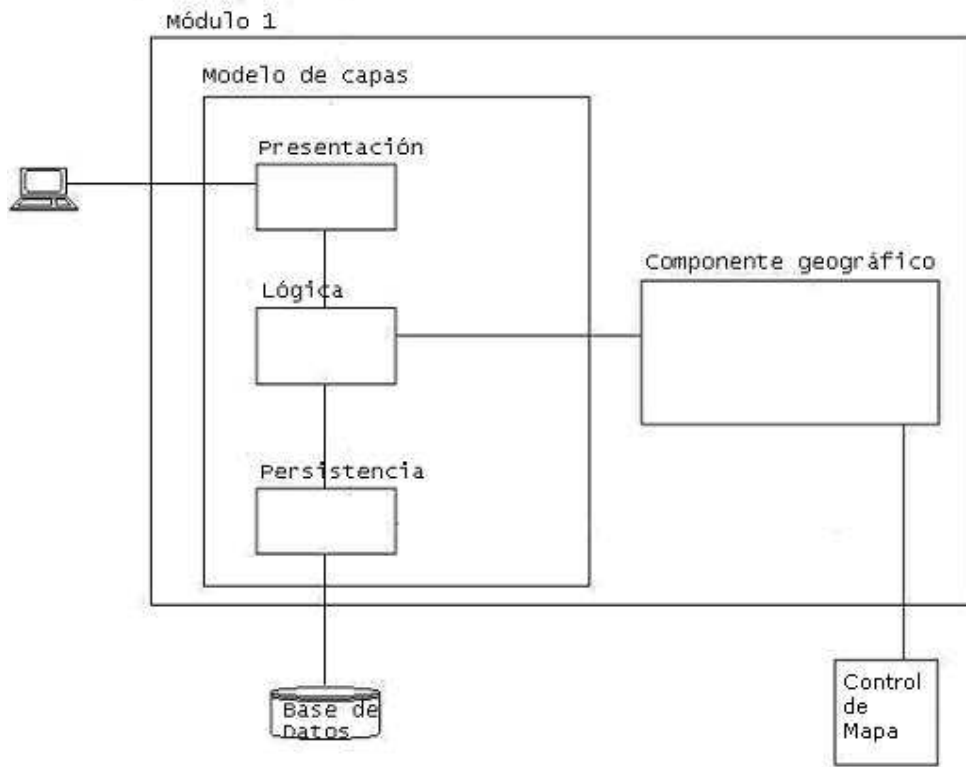 Módulo 1
Modelo de capas
Presentación
Lógica
Componente geográfico
Persistencia
Base de
Datos
Control
de
Mapa